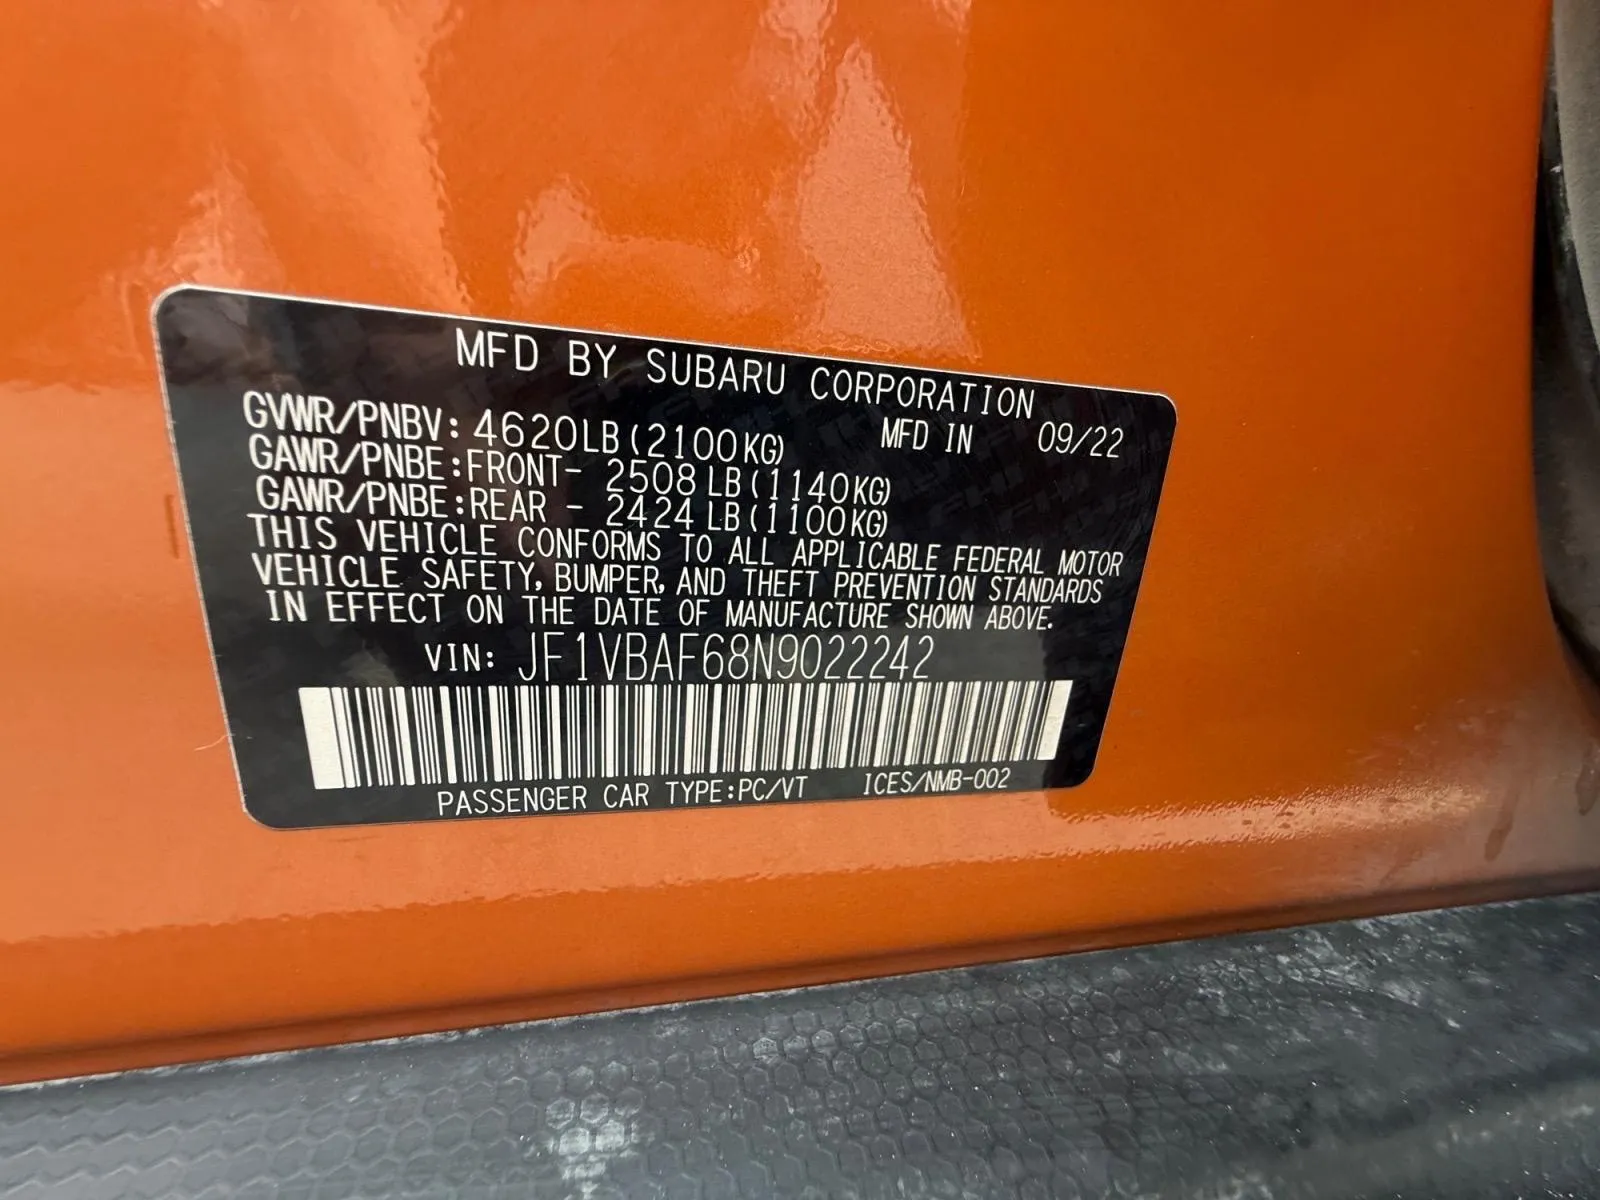 MFD BY SUBARU CORPORATION
GVWR/PNBV: 4620LB (2100KG) MFD IN 09/22
GAWR/PNBE:FRONT- 2508 LB (1140KG)
GAWR/PNBE:REAR - 2424 LB (1100KG)
THIS VEHICLE CONFORMS TO ALL APPLICABLE FEDERAL MOTOR
VEHICLE SAFETY, BUMPER, AND THEFT PREVENTION STANDARDS
IN EFFECT ON THE DATE OF MANUFACTURE SHOWN ABOVE.
VIN: JF1VBAF68N9022242
PASSENGER CAR TYPE:PC/VT ICES/NMB-002